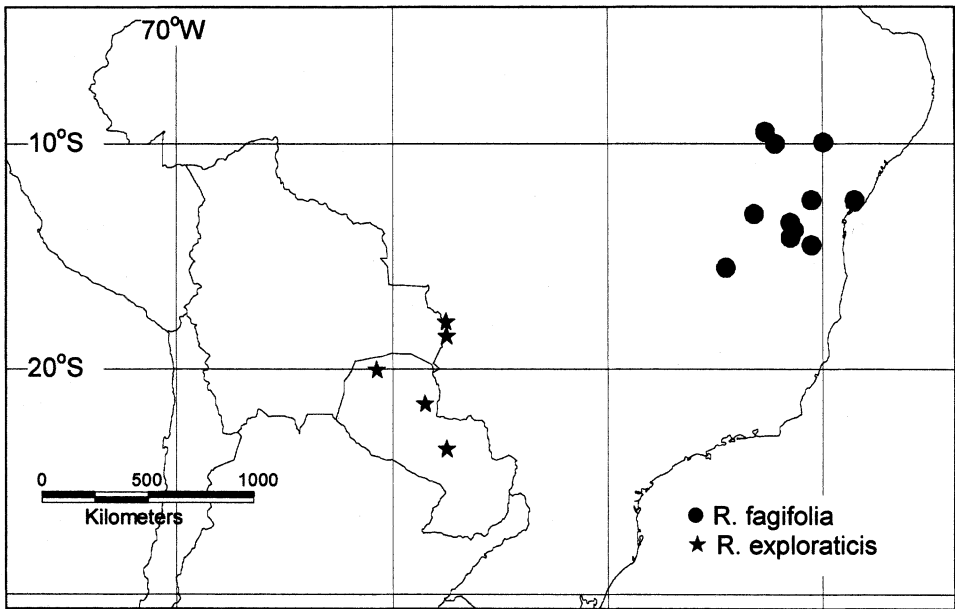 70°W
10°S
20°S
0 500 1000
Kilometers
R. fagifolia
R. exploraticis